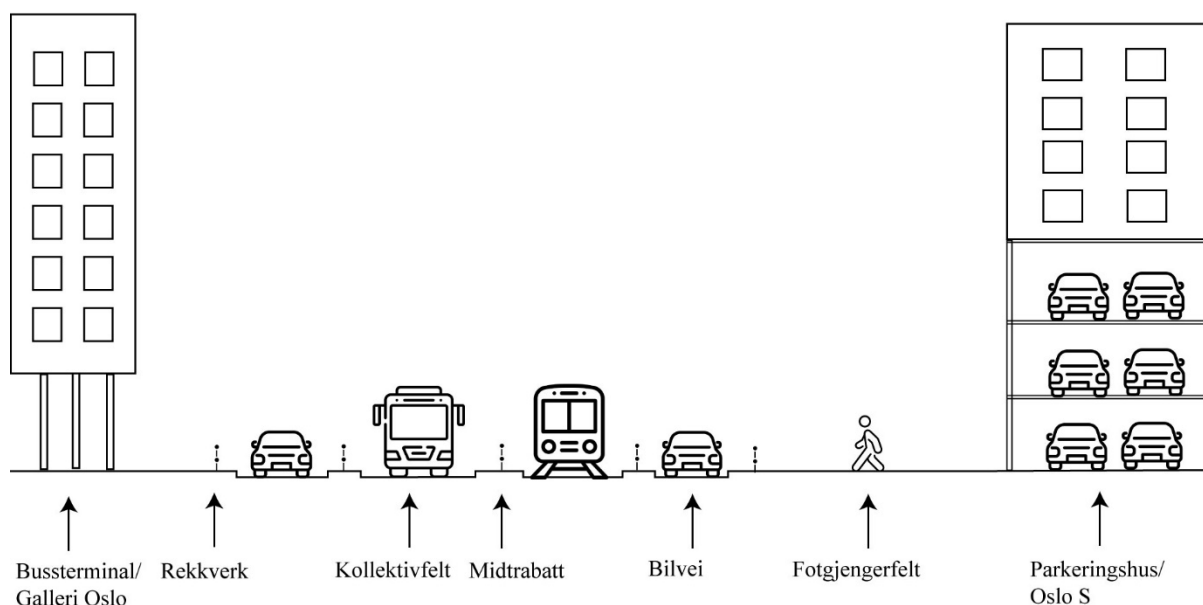 Bussterminal/
Galleri Oslo
Rekkverk
Kollektivfelt
Midtrabatt
Bilvei
Fotgjengerfelt
Parkeringshus/
Oslo S